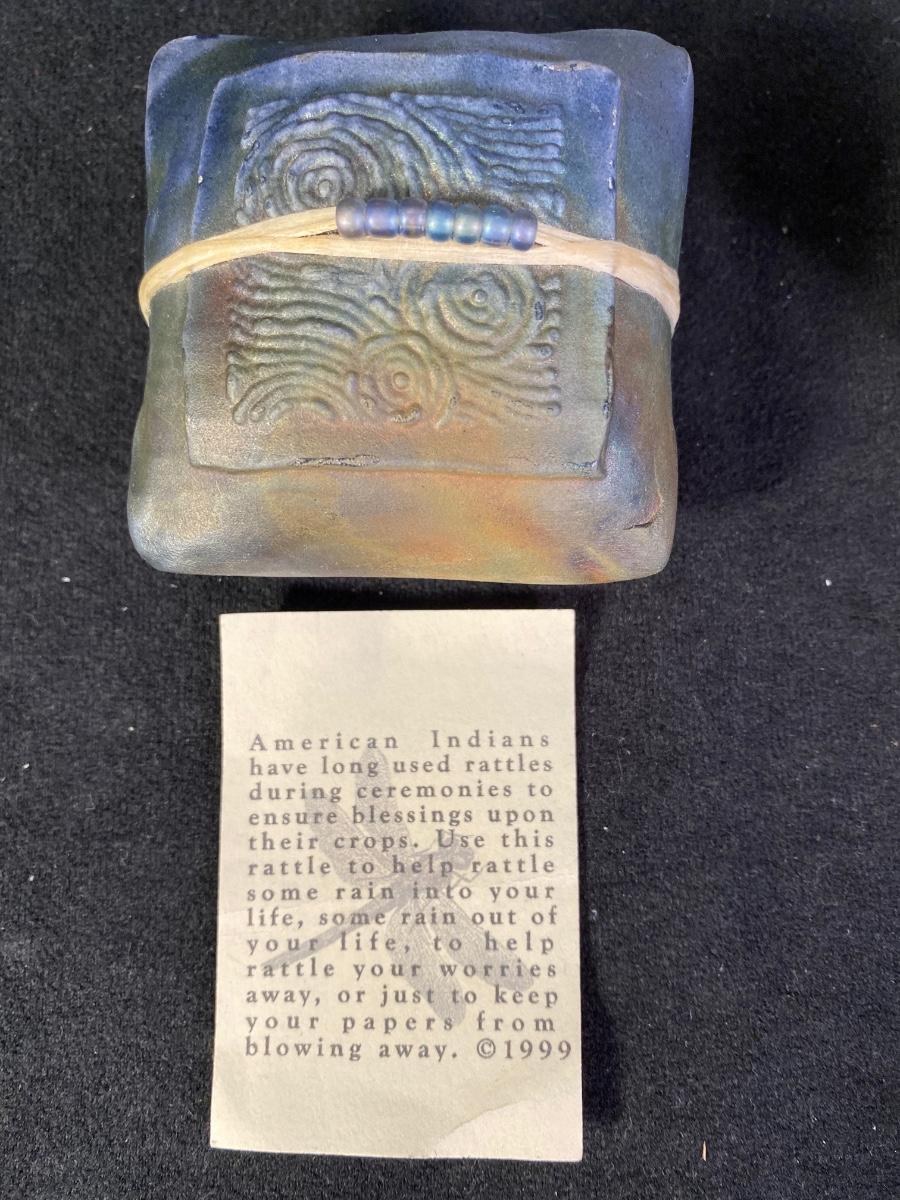 American Indians
have long used rattles
during ceremonies to
ensure blessings upon
their crops. Use this
rattle to help rattle
some rain into your
life, some rain out of
your life, to help
rattle your worries
away, or just to keep
your papers from
blowing away. ©1999